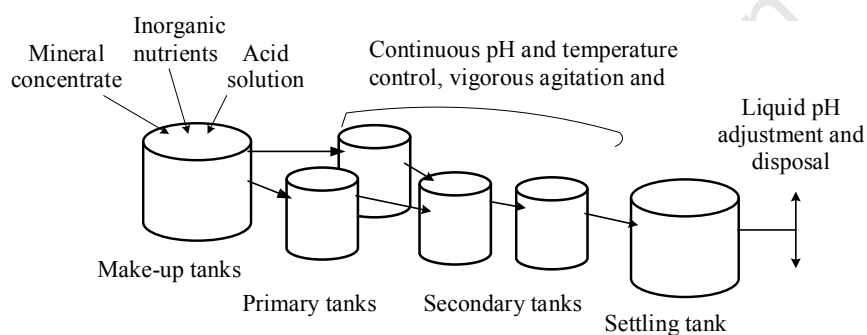 Inorganic
nutrients
Mineral
concentrate
Acid
solution
Continuous pH and temperature
control, vigorous agitation and
Liquid pH
adjustment and
disposal
Make-up tanks
Primary tanks
Secondary tanks
Settling tank